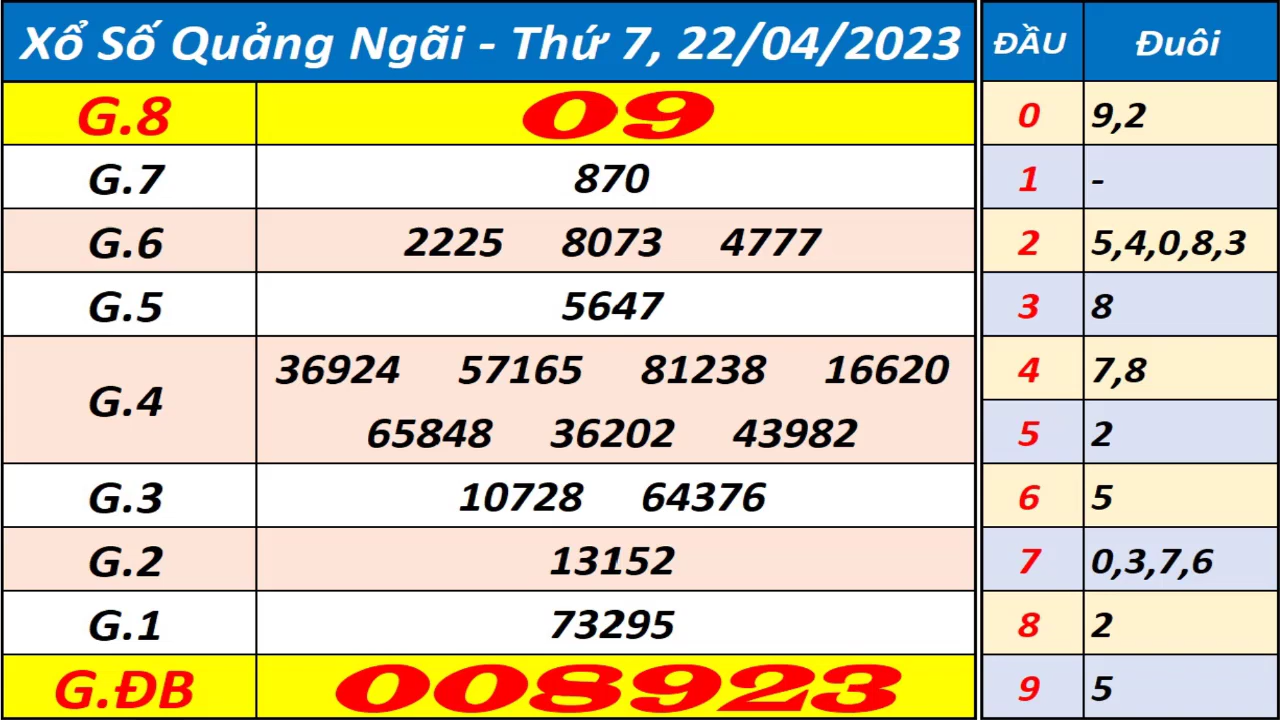 Xổ Số Quảng Ngãi - Thứ 7, 22/04/2023
G.8 09
G.7 870
G.6 2225 8073 4777
G.5 5647
G.4 36924 57165 81238 16620
65848 36202 43982
G.3 10728 64376
G.2 13152
G.1 73295
G.ĐB 008923
ĐẦU Đuôi
0 9,2
1 -
2 5,4,0,8,3
3 8
4 7,8
5 2
6 5
7 0,3,7,6
8 2
9 5